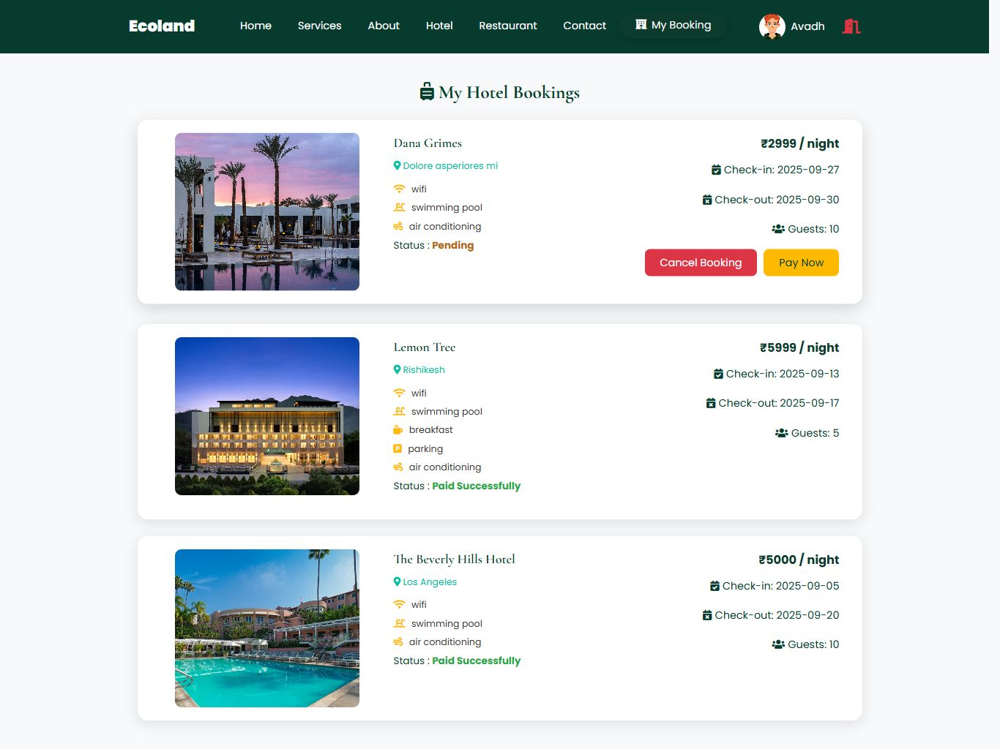 Ecoland
Home Services About Hotel Restaurant Contact My Booking Avadh
My Hotel Bookings
Dana Grimes
Dolore asperiores mi
wifi
swimming pool
air conditioning
Status : Pending
₹2999 / night
Check-in: 2025-09-27
Check-out: 2025-09-30
Guests: 10
Cancel Booking Pay Now
Lemon Tree
Rishikesh
wifi
swimming pool
breakfast
parking
air conditioning
Status : Paid Successfully
₹5999 / night
Check-in: 2025-09-13
Check-out: 2025-09-17
Guests: 5
The Beverly Hills Hotel
Los Angeles
wifi
swimming pool
air conditioning
Status : Paid Successfully
₹5000 / night
Check-in: 2025-09-05
Check-out: 2025-09-20
Guests: 10